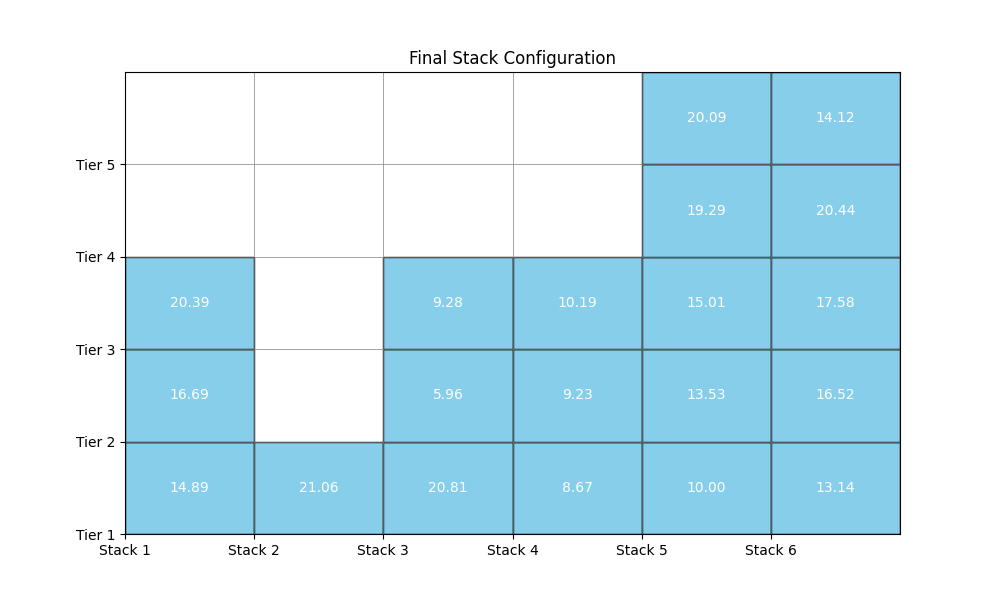 Final Stack Configuration
20.09 14.12
Tier 5
19.29 20.44
Tier 4
20.39 9.28 10.19 15.01 17.58
Tier 3
16.69 5.96 9.23 13.53 16.52
Tier 2
14.89 21.06 20.81 8.67 10.00 13.14
Tier 1
Stack 1 Stack 2 Stack 3 Stack 4 Stack 5 Stack 6